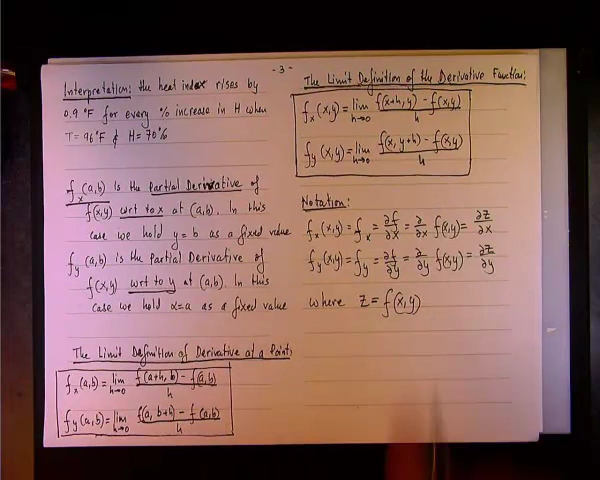 - 3 -
Interpretation: the heat index rises by
0.9 °F for every % increase in H when
T = 96°F & H = 70%
f_x(a,b) is the Partial Derivative of
f(x,y) wrt to x at (a,b). In this
case we hold y = b as a fixed value
f_y(a,b) is the Partial Derivative of
f(x,y) wrt to y at (a,b). In this
case we hold x = a as a fixed value
The Limit Definition of Derivative at a Point:
f_x(a,b) = lim_{h→0} (f(a+h, b) - f(a,b))/h
f_y(a,b) = lim_{h→0} (f(a, b+h) - f(a,b))/h
The Limit Definition of the Derivative Function:
f_x(x,y) = lim_{h→0} (f(x+h, y) - f(x,y))/h
f_y(x,y) = lim_{h→0} (f(x, y+h) - f(x,y))/h
Notation:
f_x(x,y) = f_x = ∂f/∂x = ∂/∂x f(x,y) = ∂z/∂x
f_y(x,y) = f_y = ∂f/∂y = ∂/∂y f(x,y) = ∂z/∂y
where z = f(x,y)